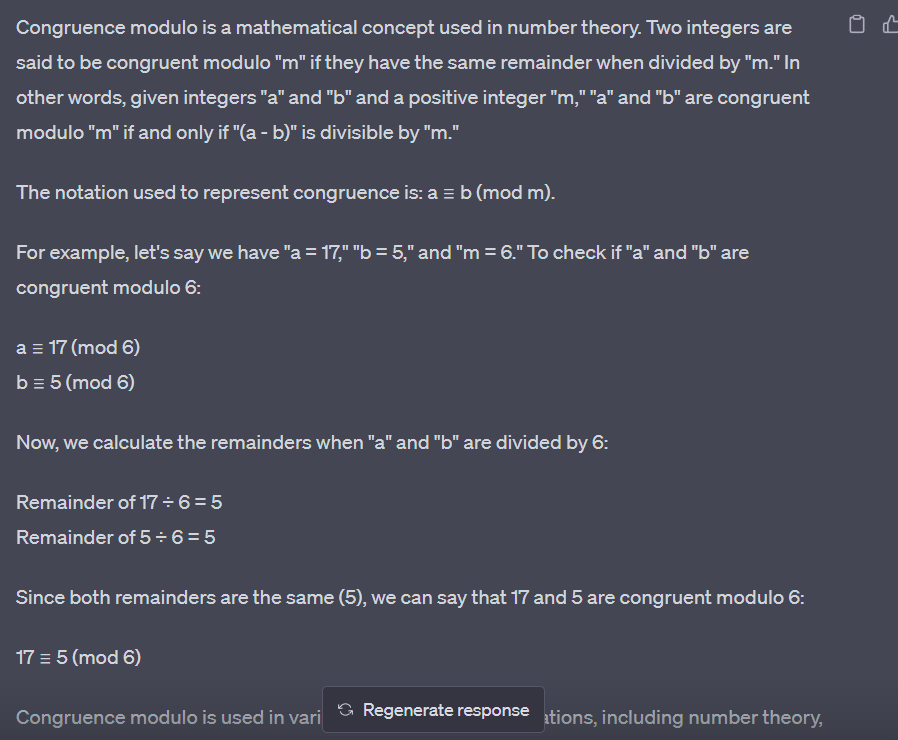 Congruence modulo is a mathematical concept used in number theory. Two integers are
said to be congruent modulo "m" if they have the same remainder when divided by "m." In
other words, given integers "a" and "b" and a positive integer "m," "a" and "b" are congruent
modulo "m" if and only if "(a - b)" is divisible by "m."
The notation used to represent congruence is: a ≡ b (mod m).
For example, let's say we have "a = 17," "b = 5," and "m = 6." To check if "a" and "b" are
congruent modulo 6:
a ≡ 17 (mod 6)
b ≡ 5 (mod 6)
Now, we calculate the remainders when "a" and "b" are divided by 6:
Remainder of 17 ÷ 6 = 5
Remainder of 5 ÷ 6 = 5
Since both remainders are the same (5), we can say that 17 and 5 are congruent modulo 6:
17 ≡ 5 (mod 6)
Congruence modulo is used in vari
Regenerate response
ations, including number theory,